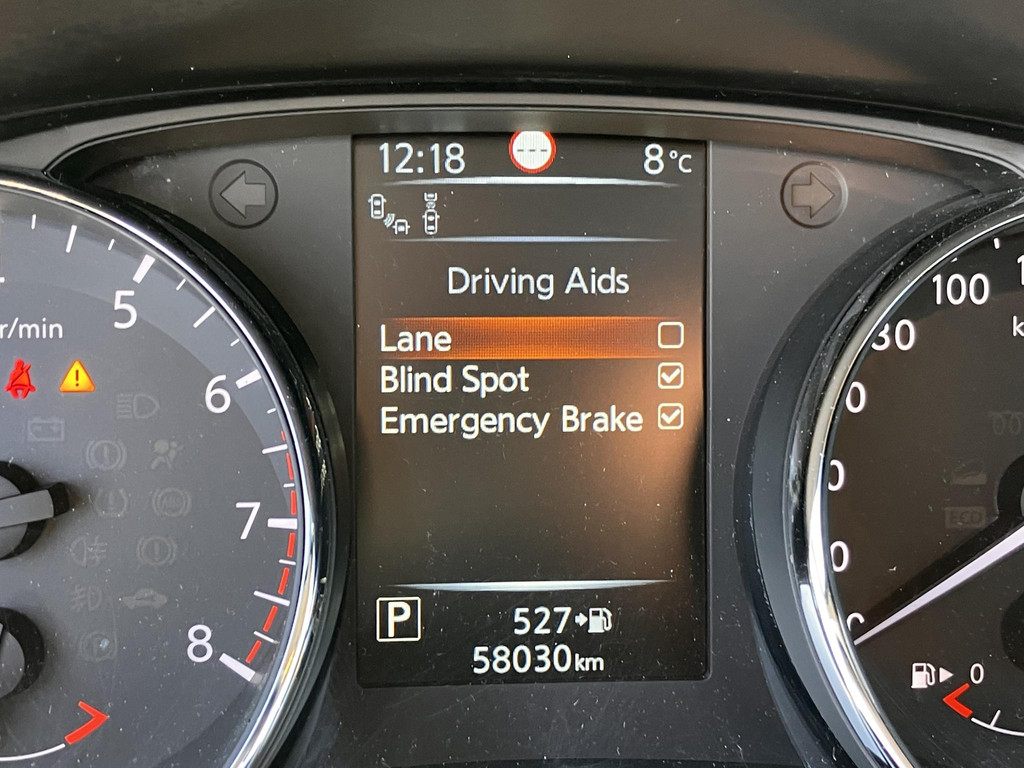 12:18
8°C
Driving Aids
Lane
Blind Spot
Emergency Brake
P
527
58030km
r/min
5
6
7
8
100
0
ECO